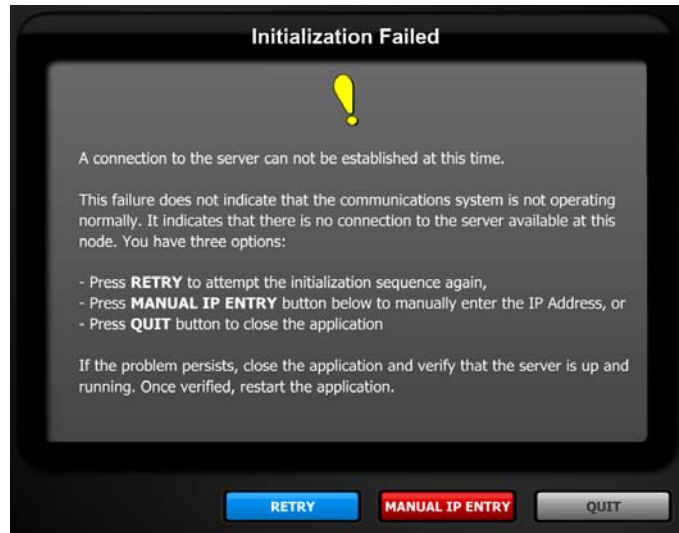 Initialization Failed
A connection to the server can not be established at this time.
This failure does not indicate that the communications system is not operating
normally. It indicates that there is no connection to the server available at this
node. You have three options:
- Press RETRY to attempt the initialization sequence again,
- Press MANUAL IP ENTRY button below to manually enter the IP Address, or
- Press QUIT button to close the application
If the problem persists, close the application and verify that the server is up and
running. Once verified, restart the application.
RETRY MANUAL IP ENTRY QUIT